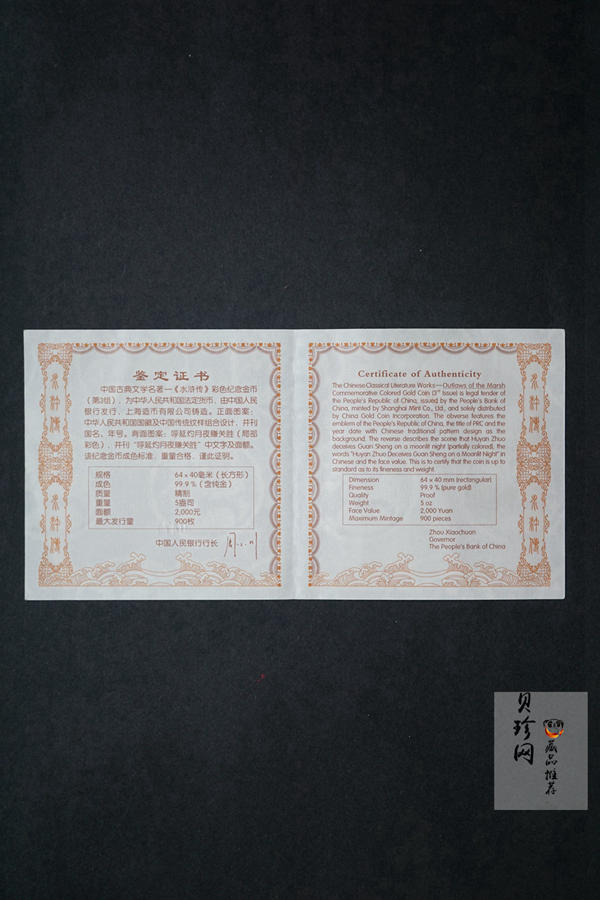 鉴定证书
中国古典文学名著—《水浒传》彩色纪念金币
(第3组),为中华人民共和国法定货币,由中国人民
银行发行,上海造币有限公司铸造。正面图案:
中华人民共和国国徽及中国传统纹样组合设计,并刊
国名、年号。背面图案:呼延灼月夜赚关胜(局部
彩色),并刊“呼延灼月夜赚关胜”中文字及面额。
该纪念金币成色标准,重量合格,谨此证明。
规格 64×40毫米(长方形)
成色 99.9%(含纯金)
质量 精制
重量 5盎司
面额 2,000元
最大发行量 900枚
中国人民银行行长
Certificate of Authenticity
The Chinese Classical Literature Works—Outlaws of the Marsh
Commemorative Colored Gold Coin (3rd Issue) is legal tender of
the People's Republic of China, issued by the People's Bank of
China, minted by Shanghai Mint Co., Ltd., and solely distributed
by China Gold Coin Incorporation. The obverse features the
emblem of the People's Republic of China, the title of PRC and the
year date with Chinese traditional pattern design as the
background. The reverse describes the scene that Huyan Zhuo
deceives Guan Sheng on a moonlit night (partially colored), the
words "Huyan Zhuo Deceives Guan Sheng on a Moonlit Night" in
Chinese and the face value. This is to certify that the coin is up to
standard as to its fineness and weight.
Dimension 64 × 40 mm (rectangular)
Fineness 99.9% (pure gold)
Quality Proof
Weight 5 oz
Face Value 2,000 Yuan
Maximum Mintage 900 pieces
Zhou Xiaochuan
Governor
The People's Bank of China
水浒传
水浒传
水浒传
水浒传
贝珍网
藏品推荐